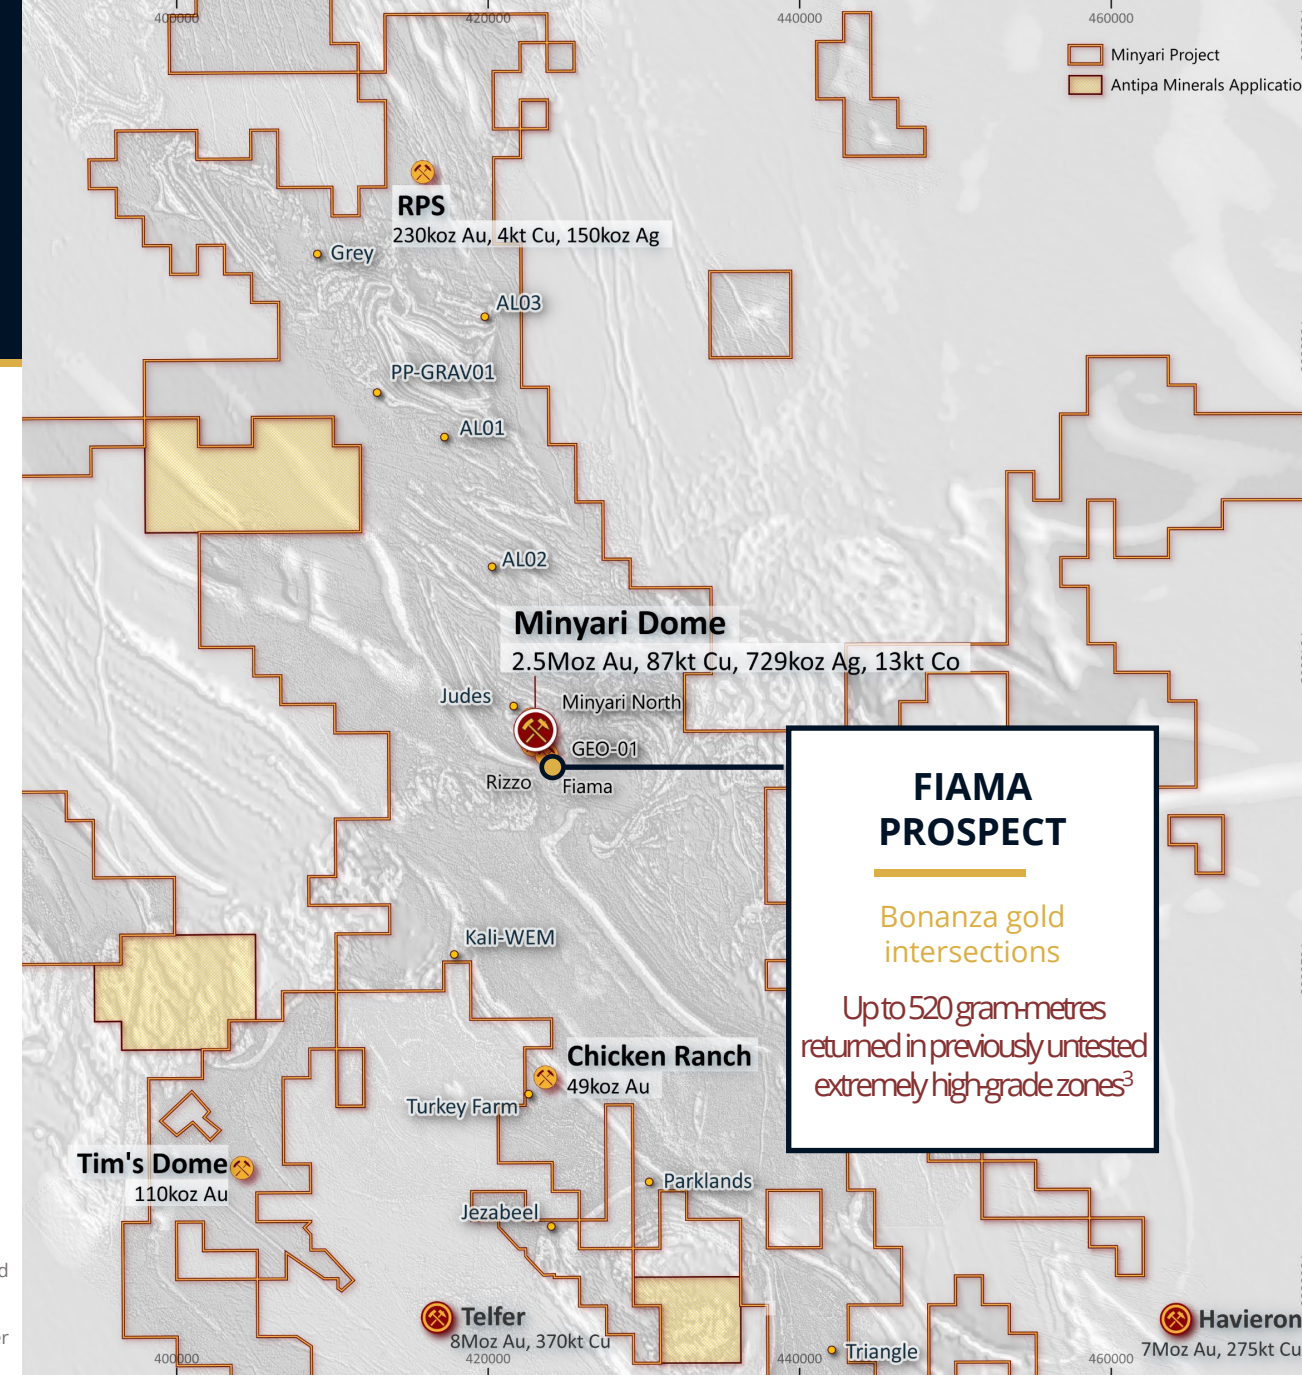 400000
420000
440000
460000
Minyari Project
Antipa Minerals Applicatio
RPS
230koz Au, 4kt Cu, 150koz Ag
Grey
AL03
PP-GRAV01
AL01
AL02
Minyari Dome
2.5Moz Au, 87kt Cu, 729koz Ag, 13kt Co
Judes
Minyari North
GEO-01
Rizzo
Fiama
FIAMA
PROSPECT
Bonanza gold
intersections
Up to 520 gram-metres
returned in previously untested
extremely high-grade zones³
Kali-WEM
Chicken Ranch
49koz Au
Turkey Farm
Tim's Dome
110koz Au
Parklands
Jezabeel
d
Telfer
8Moz Au, 370kt Cu
Havieron
7Moz Au, 275kt Cu
er
Triangle
400000
420000
440000
460000